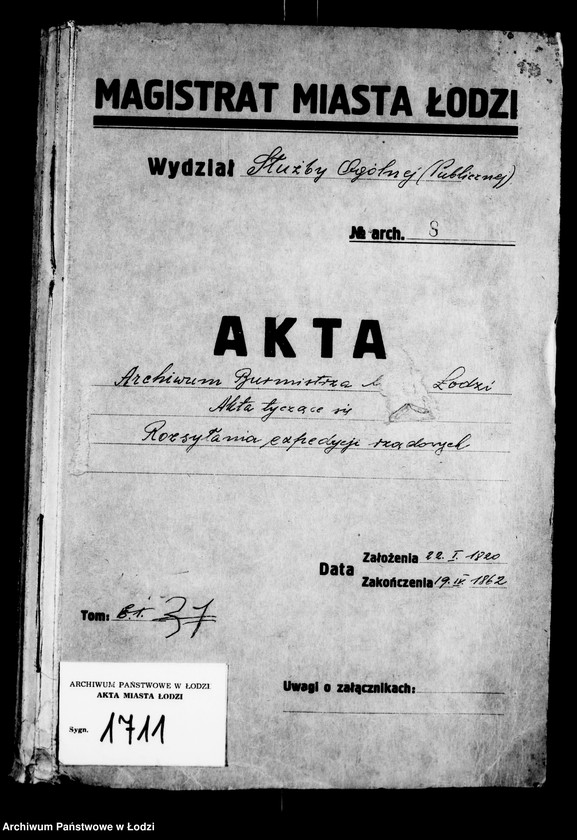 MAGISTRAT MIASTA ŁODZI
Wydział Służby Ogólnej (Publicznej)
№ arch. 8
AKTA
Archiwum Burmistrza Łodzi
Akta tyczące się
Rozsyłania expedycji rządowych
Data Założenia 22. I. 1820
Zakończenia 19. IV. 1862
Tom: 37
Uwagi o załącznikach:
ARCHIWUM PAŃSTWOWE W ŁODZI
AKTA MIASTA ŁODZI
Sygn. 1711
Archiwum Państwowe w Łodzi